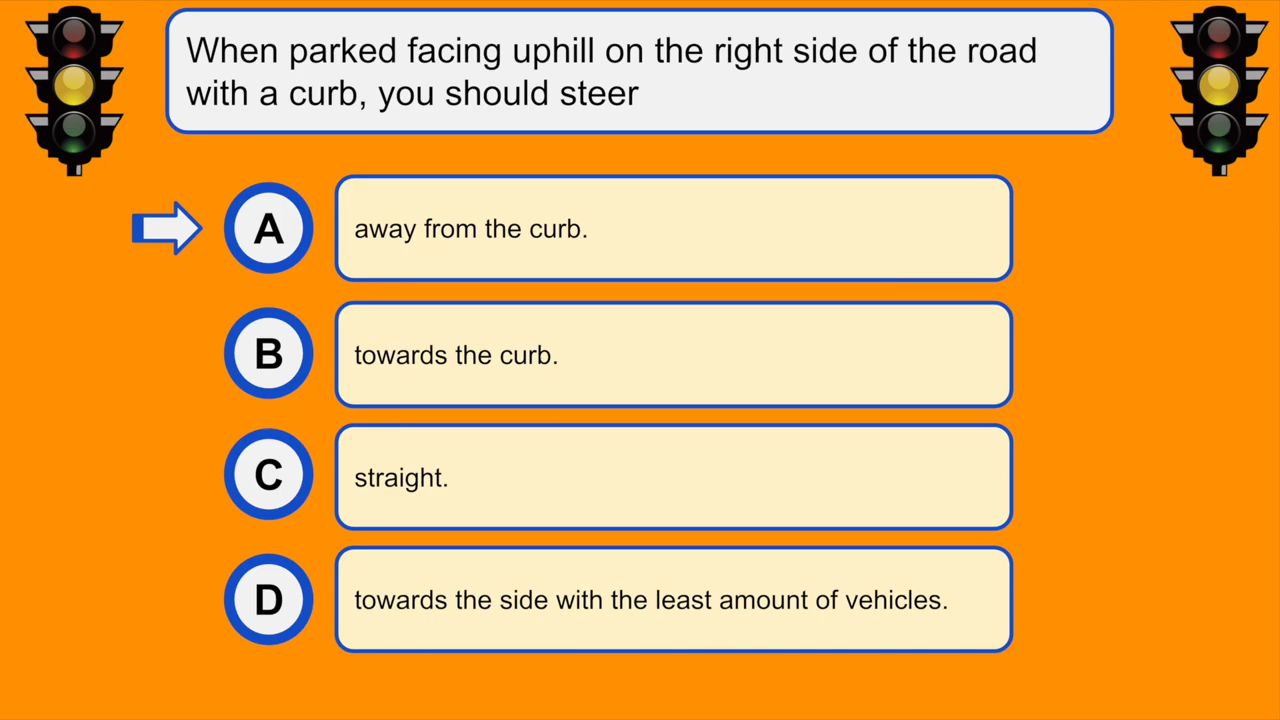 When parked facing uphill on the right side of the road
with a curb, you should steer
A
away from the curb.
B
towards the curb.
C
straight.
D
towards the side with the least amount of vehicles.